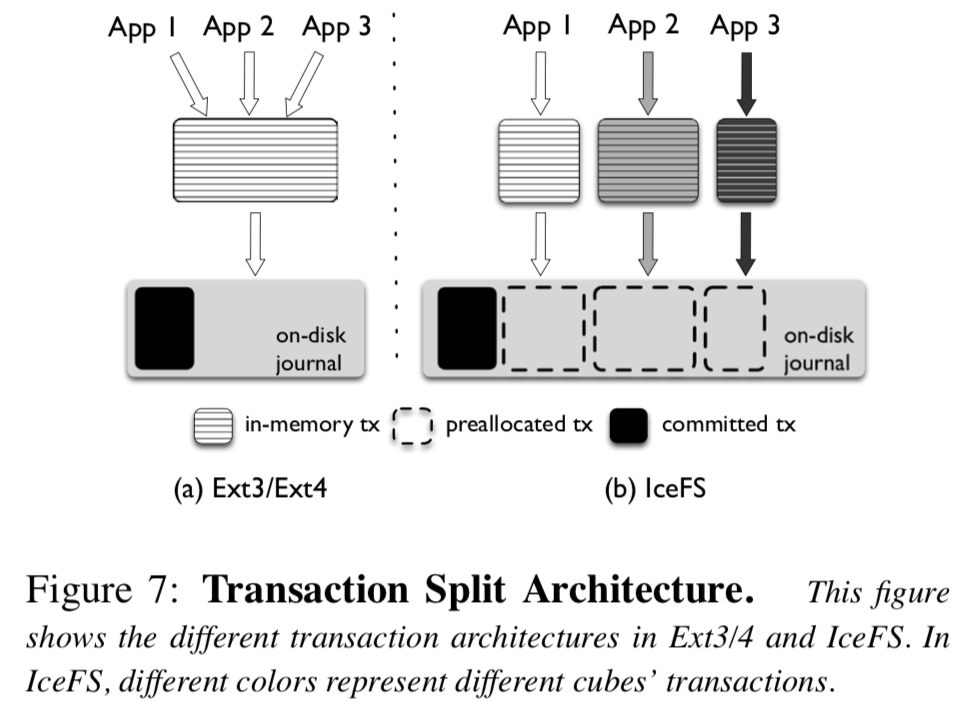 App 1 App 2 App 3
App 1 App 2 App 3
on-disk
journal
on-disk
journal
in-memory tx preallocated tx committed tx
(a) Ext3/Ext4
(b) IceFS
Figure 7: Transaction Split Architecture. This figure
shows the different transaction architectures in Ext3/4 and IceFS. In
IceFS, different colors represent different cubes’ transactions.